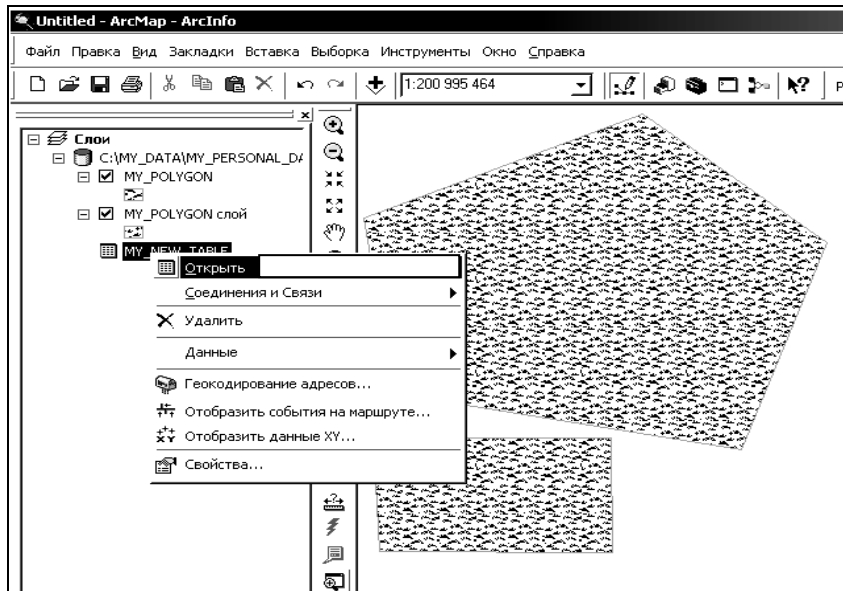 Untitled - ArcMap - ArcInfo
Файл Правка Вид Закладки Вставка Выборка Инструменты Окно Справка
1:200 995 464
Слои
C:\MY_DATA\MY_PERSONAL_DA
MY_POLYGON
MY_POLYGON слой
MY_NEW_TABLE
Открыть
Соединения и Связи
Удалить
Данные
Геокодирование адресов...
Отобразить события на маршруте...
Отобразить данные XY...
Свойства...